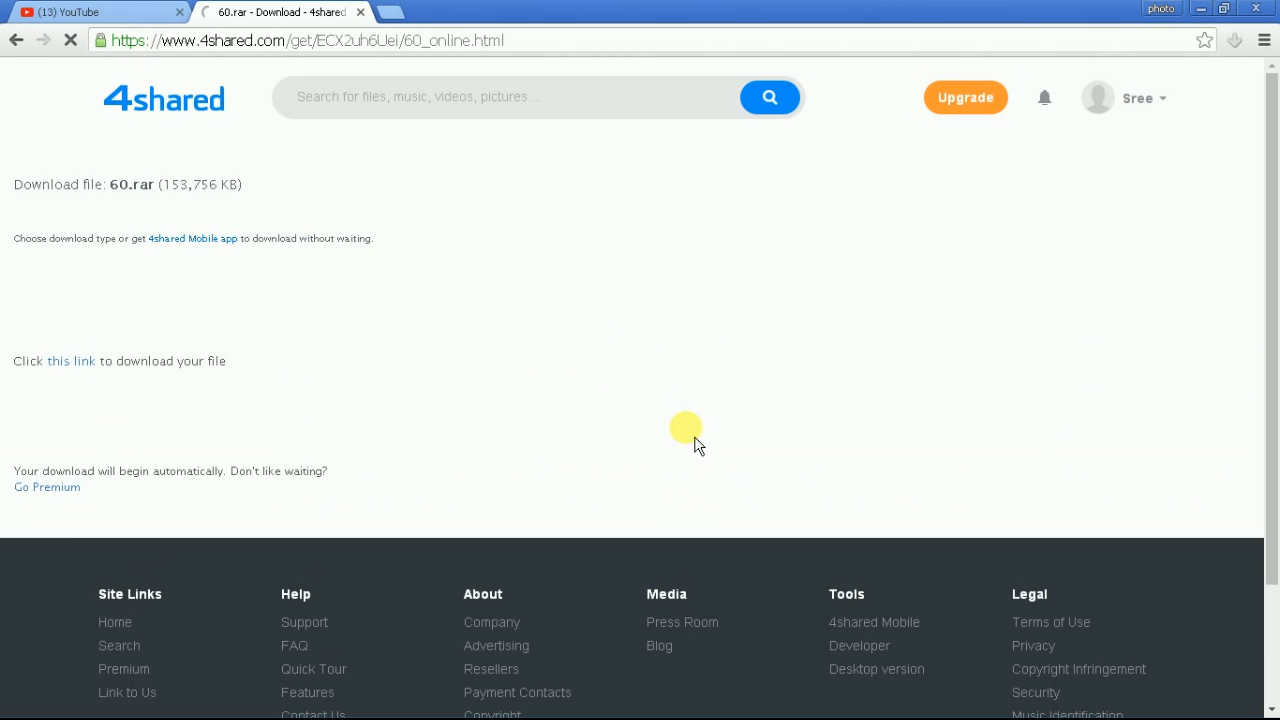 (13) YouTube
60.rar - Download - 4shared
photo
https://www.4shared.com/get/ECX2uh6Uei/60_online.html
4shared
Search for files, music, videos, pictures...
Upgrade
Sree
Download file: 60.rar (153,756 KB)
Choose download type or get 4shared Mobile app to download without waiting.
Click this link to download your file
Your download will begin automatically. Don't like waiting?
Go Premium
Site Links
Help
About
Media
Tools
Legal
Home
Support
Company
Press Room
4shared Mobile
Terms of Use
Search
FAQ
Advertising
Blog
Developer
Privacy
Premium
Quick Tour
Resellers
Desktop version
Copyright Infringement
Link to Us
Features
Payment Contacts
Security
Contact Us
Copyright
Music Identification